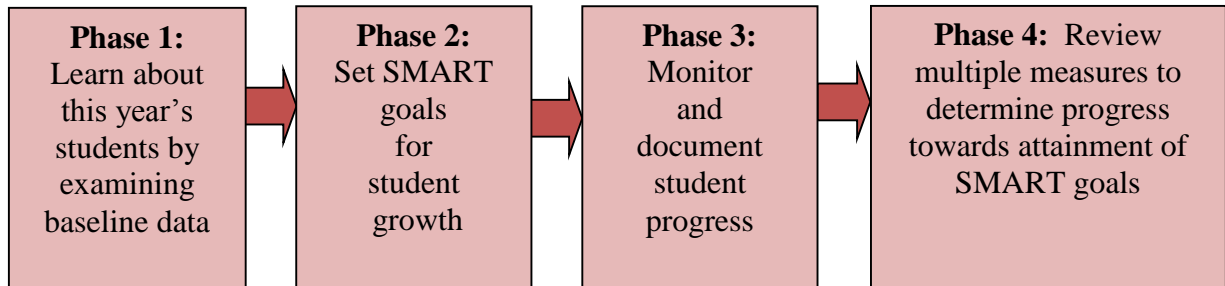 Phase 1:
Learn about
this year's
students by
examining
baseline data
Phase 2:
Set SMART
goals
for
student
growth
Phase 3:
Monitor
and
document
student
progress
Phase 4: Review
multiple measures to
determine progress
towards attainment of
SMART goals